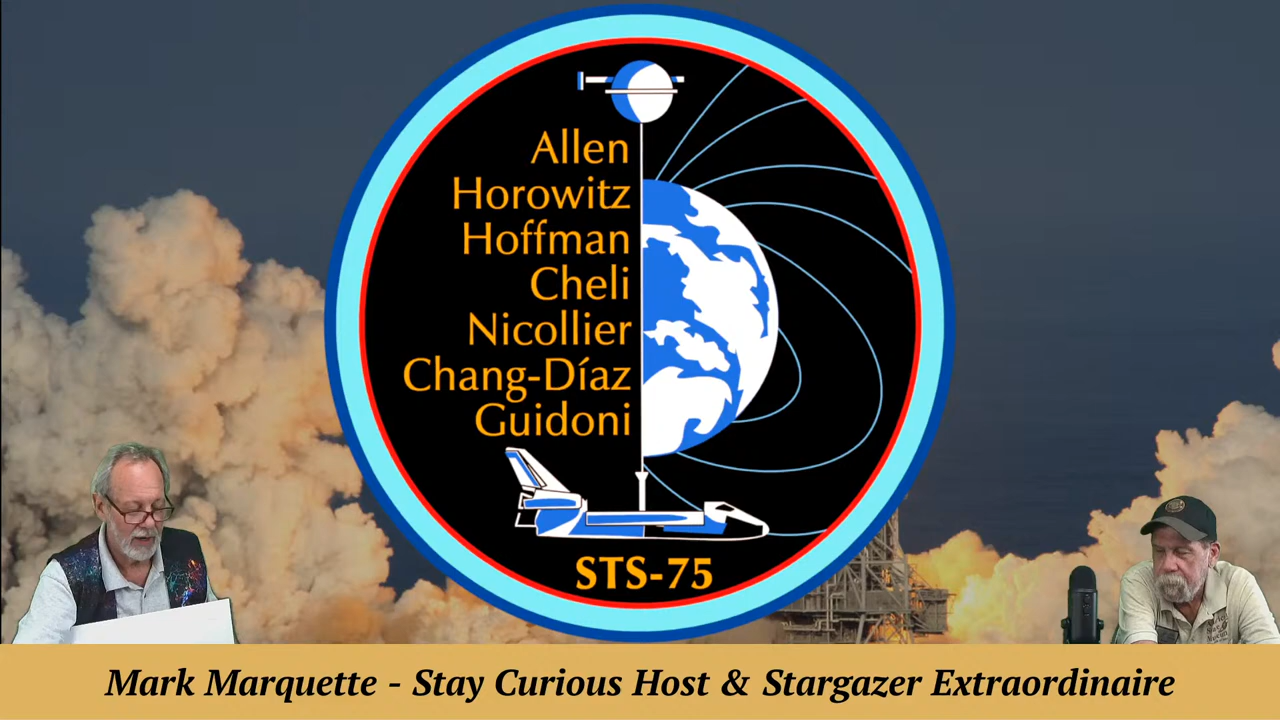 Allen
Horowitz
Hoffman
Cheli
Nicollier
Chang-Díaz
Guidoni
STS-75
Mark Marquette - Stay Curious Host & Stargazer Extraordinaire